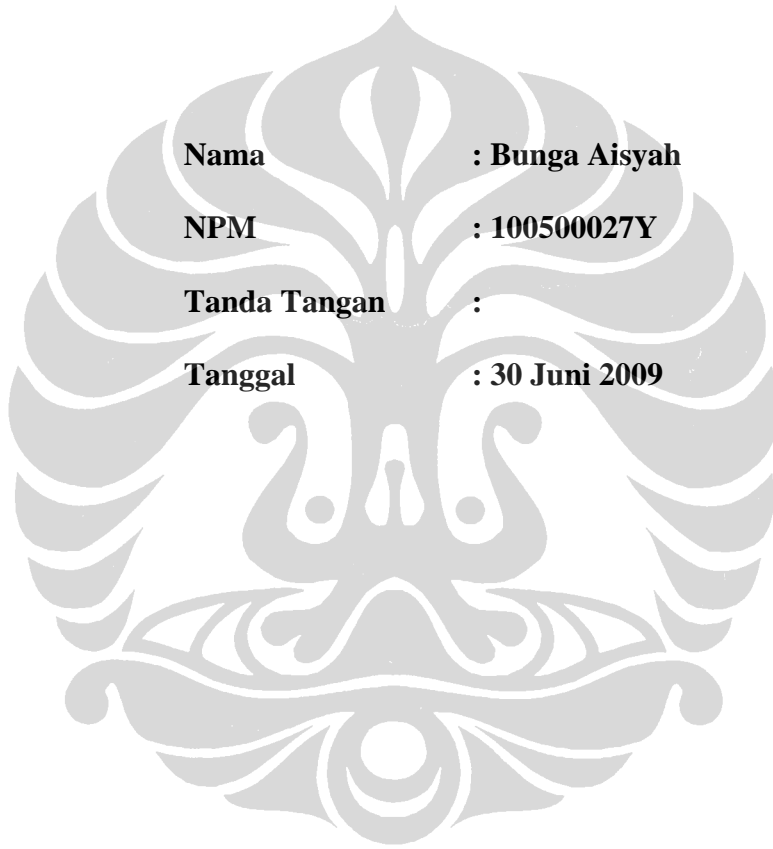 Nama : Bunga Aisyah
NPM : 100500027Y
Tanda Tangan :
Tanggal : 30 Juni 2009